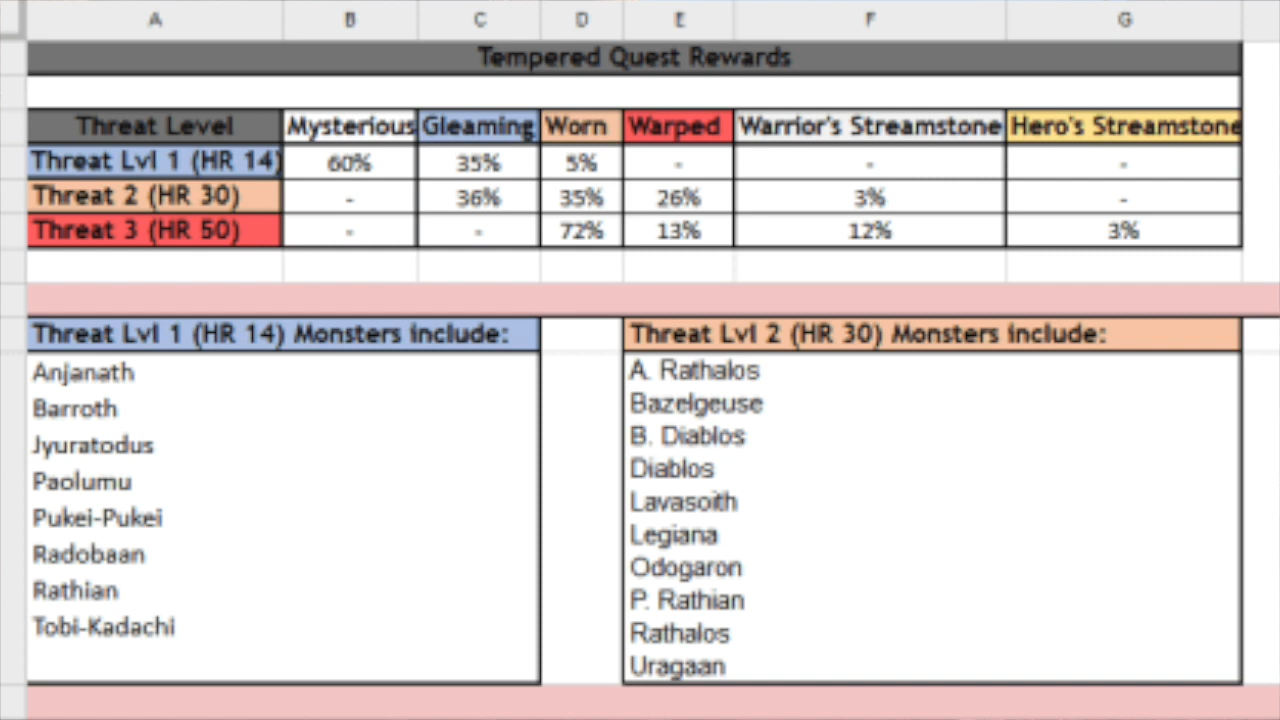 A B C D E F G
Tempered Quest Rewards
Threat Level Mysterious Gleaming Worn Warped Warrior's Streamstone Hero's Streamstone
Threat Lvl 1 (HR 14) 60% 35% 5% - - -
Threat 2 (HR 30) - 36% 35% 26% 3% -
Threat 3 (HR 50) - - 72% 13% 12% 3%
Threat Lvl 1 (HR 14) Monsters include:
Anjanath
Barroth
Jyuratodus
Paolumu
Pukei-Pukei
Radobaan
Rathian
Tobi-Kadachi
Threat Lvl 2 (HR 30) Monsters include:
A. Rathalos
Bazelgeuse
B. Diablos
Diablos
Lavasoith
Legiana
Odogaron
P. Rathian
Rathalos
Uragaan